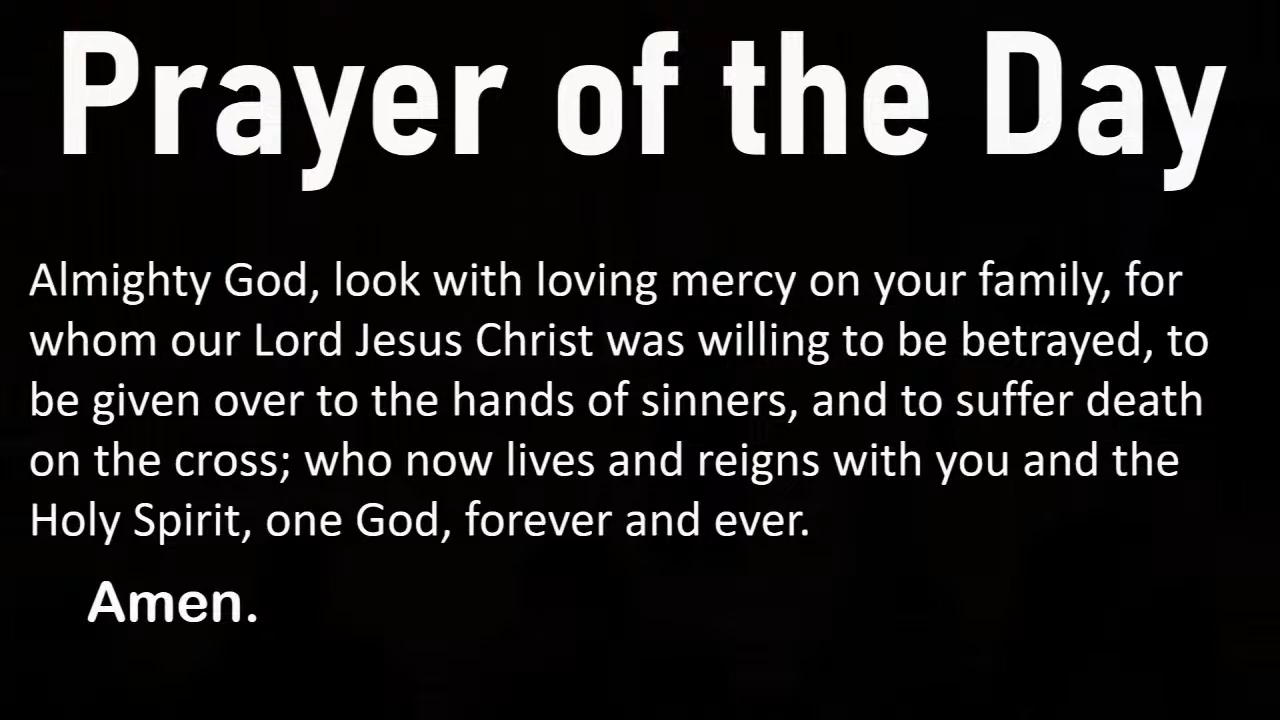 Prayer of the Day
Almighty God, look with loving mercy on your family, for
whom our Lord Jesus Christ was willing to be betrayed, to
be given over to the hands of sinners, and to suffer death
on the cross; who now lives and reigns with you and the
Holy Spirit, one God, forever and ever.
Amen.